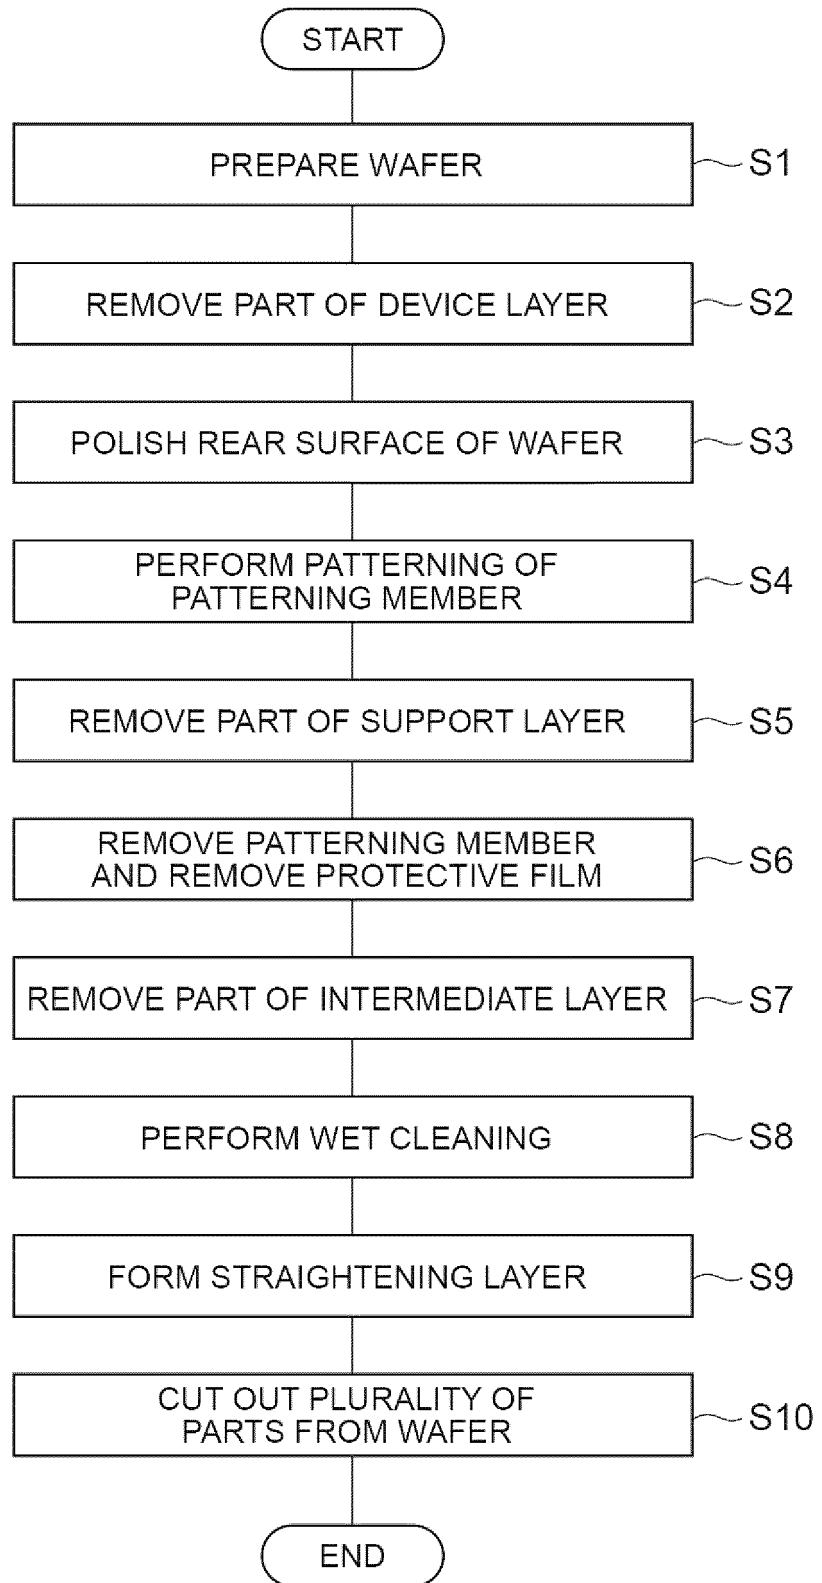 START
PREPARE WAFER
S1
REMOVE PART OF DEVICE LAYER
S2
POLISH REAR SURFACE OF WAFER
S3
PERFORM PATTERNING OF
PATTERNING MEMBER
S4
REMOVE PART OF SUPPORT LAYER
S5
REMOVE PATTERNING MEMBER
AND REMOVE PROTECTIVE FILM
S6
REMOVE PART OF INTERMEDIATE LAYER
S7
PERFORM WET CLEANING
S8
FORM STRAIGHTENING LAYER
S9
CUT OUT PLURALITY OF
PARTS FROM WAFER
S10
END